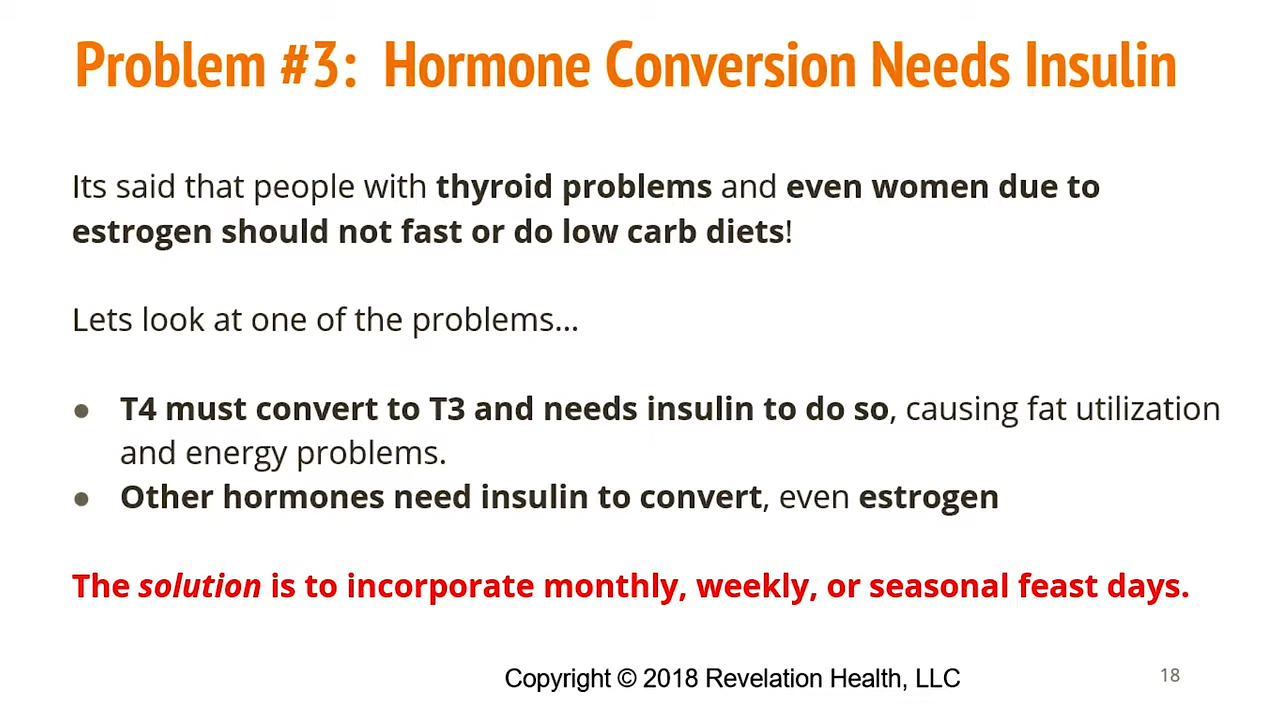 Problem #3: Hormone Conversion Needs Insulin
Its said that people with thyroid problems and even women due to
estrogen should not fast or do low carb diets!
Lets look at one of the problems...
● T4 must convert to T3 and needs insulin to do so, causing fat utilization
and energy problems.
● Other hormones need insulin to convert, even estrogen
The solution is to incorporate monthly, weekly, or seasonal feast days.
Copyright © 2018 Revelation Health, LLC
18